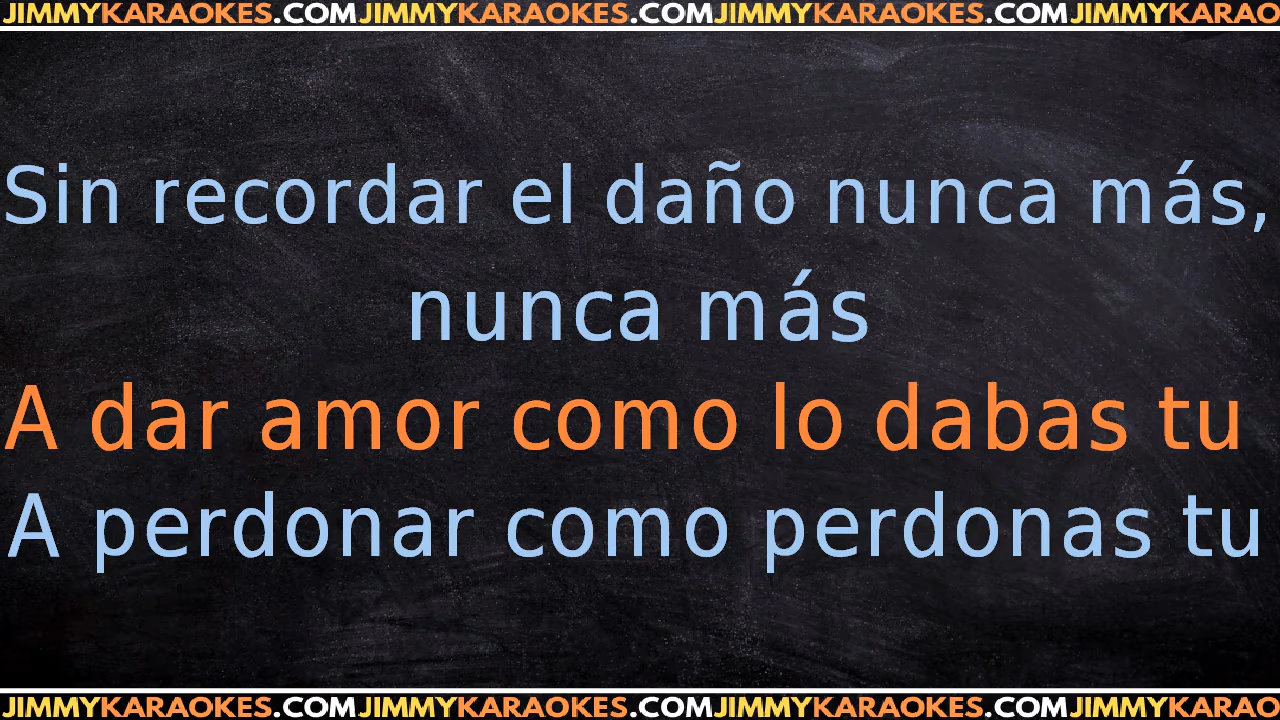 JIMMYKARAOKES.COMJIMMYKARAOKES.COMJIMMYKARAOKES.COMJIMMYKARAO
Sin recordar el daño nunca más,
nunca más
A dar amor como lo dabas tu
A perdonar como perdonas tu
JIMMYKARAOKES.COMJIMMYKARAOKES.COMJIMMYKARAOKES.COMJIMMYKARAO